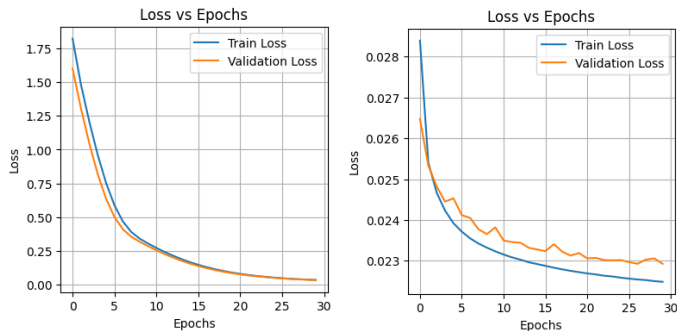 Loss vs Epochs
Train Loss
Validation Loss
1.75
1.50
1.25
1.00
0.75
0.50
0.25
0.00
Loss
0 5 10 15 20 25 30
Epochs
Loss vs Epochs
Train Loss
Validation Loss
0.028
0.027
0.026
0.025
0.024
0.023
Loss
0 5 10 15 20 25 30
Epochs